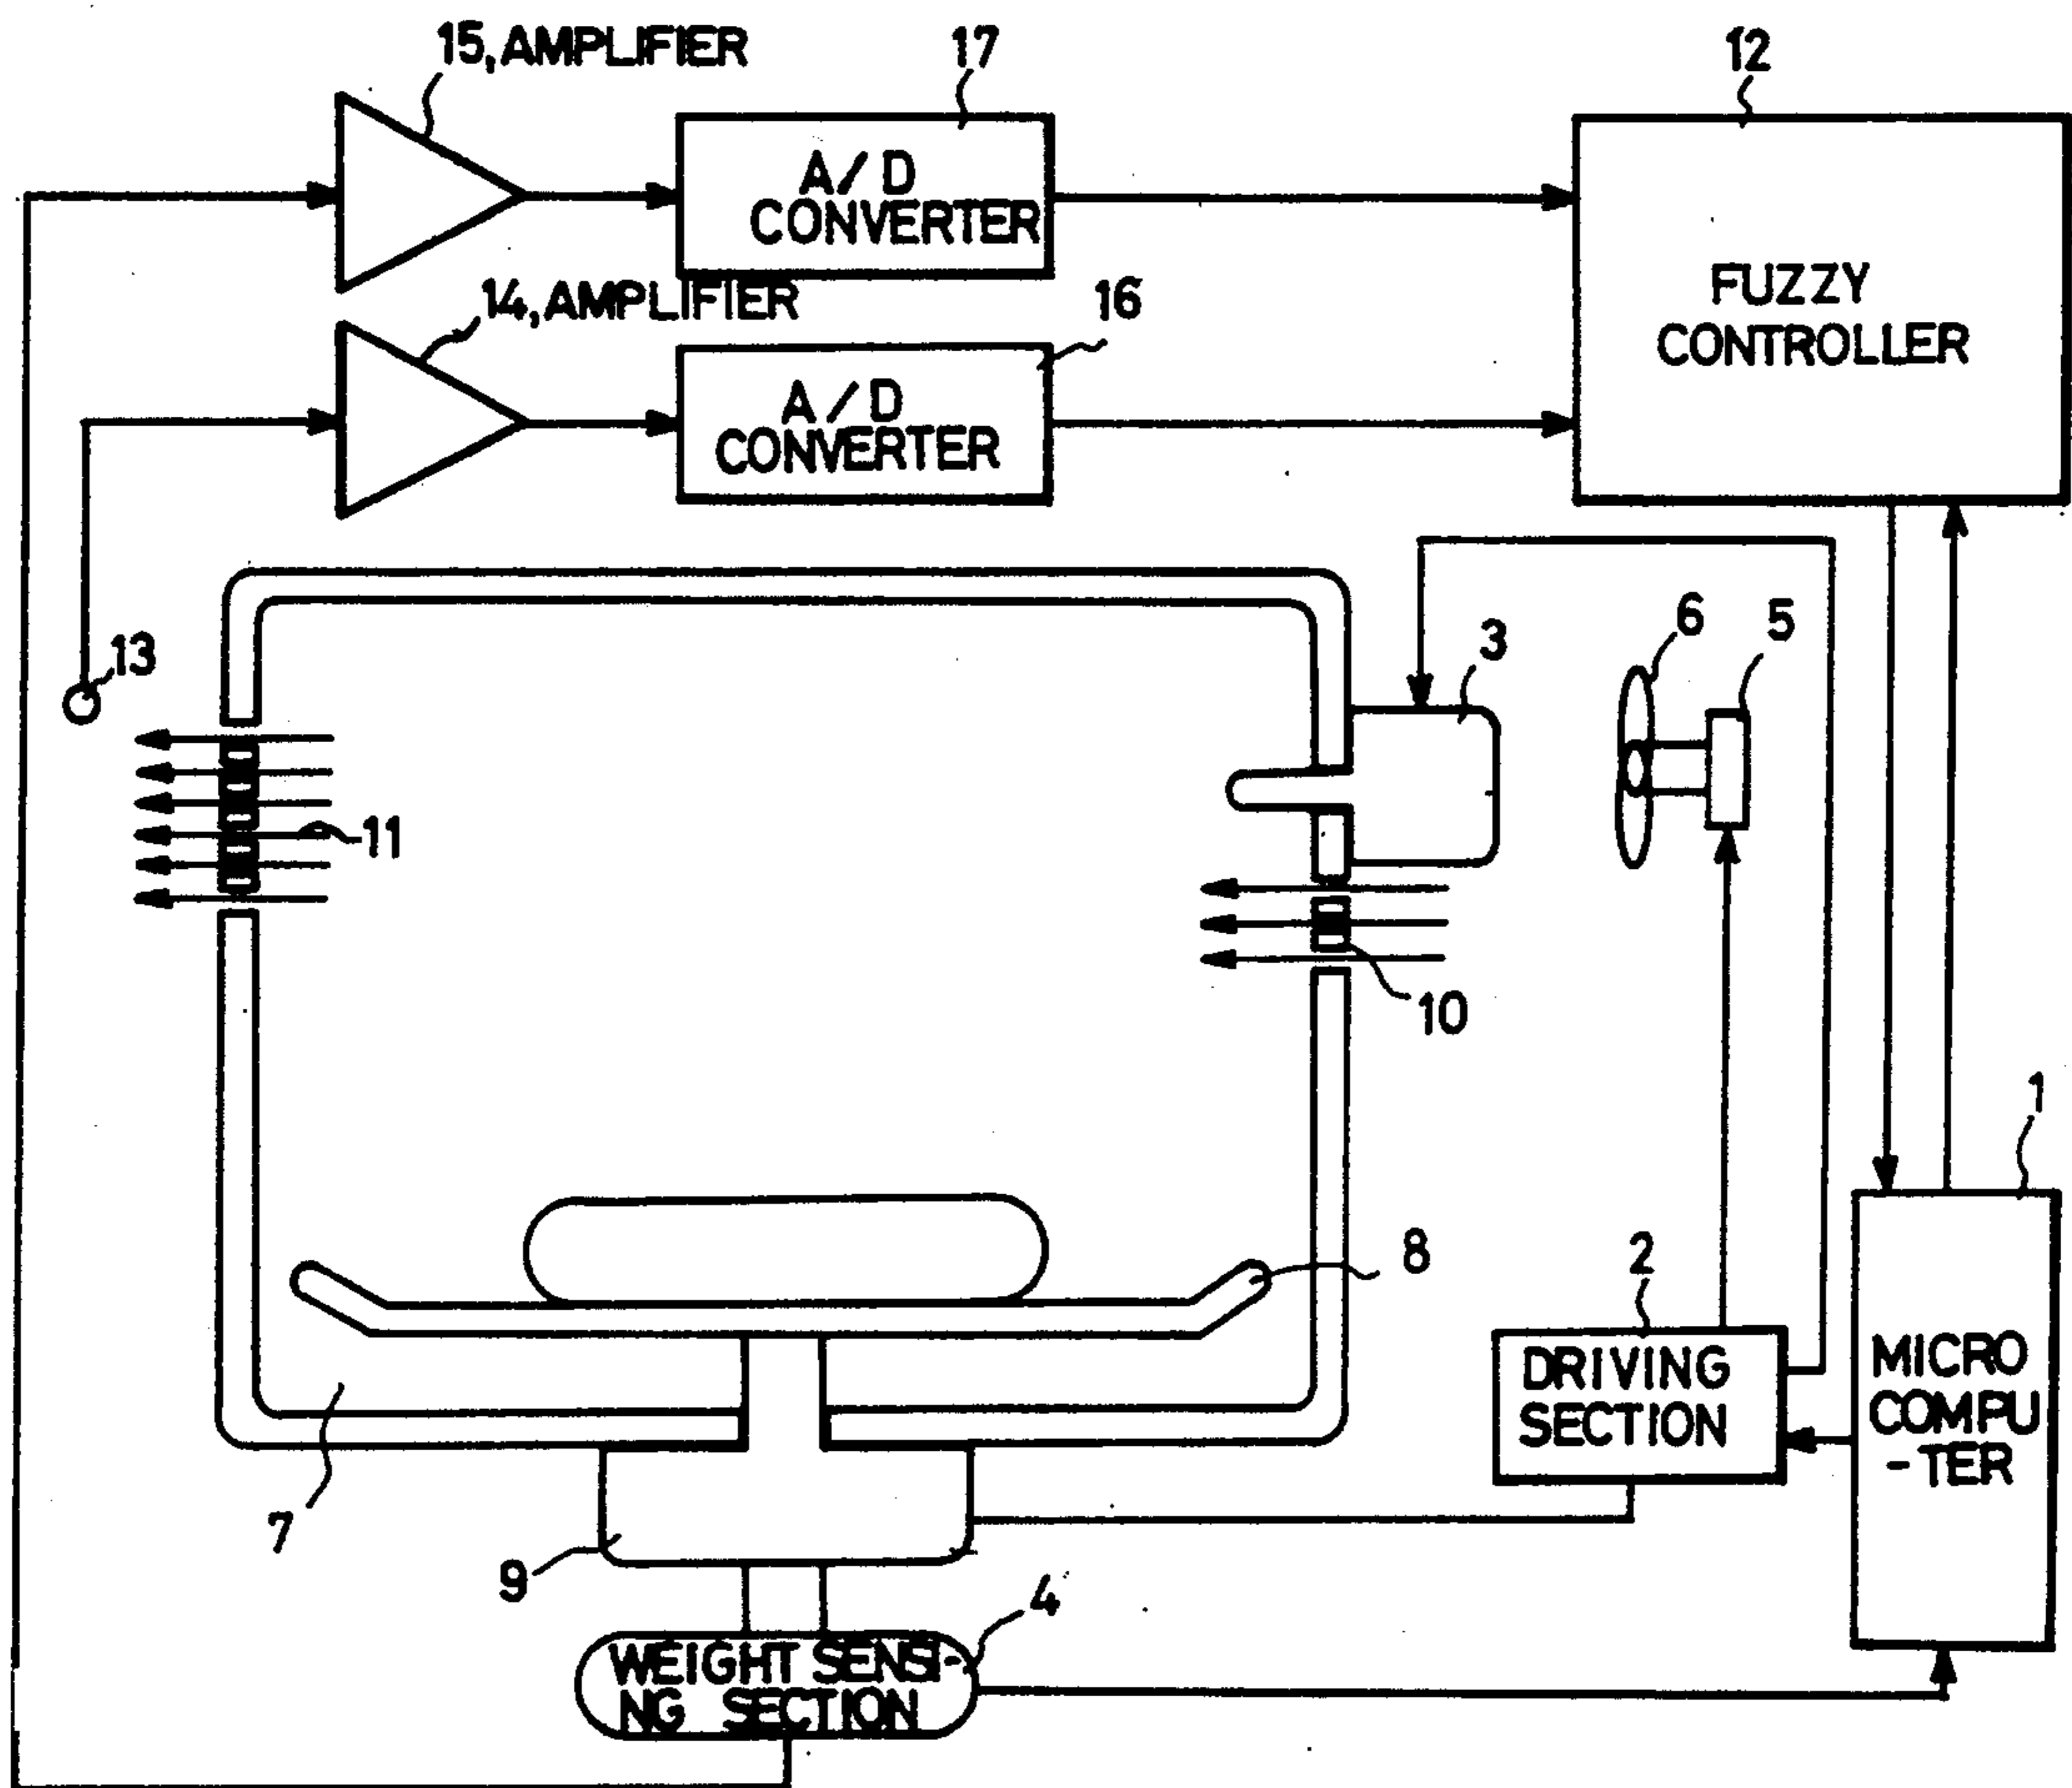 15, AMPLIFIER
17
12
A/D
CONVERTER
14, AMPLIFIER
16
A/D
CONVERTER
FUZZY
CONTROLLER
13
3
6
5
11
10
1
8
2
DRIVING
SECTION
MICRO
COMPU
-TER
7
9
4
WEIGHT SENSI-
NG SECTION